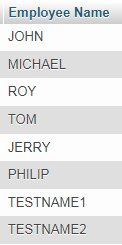 Employee Name
JOHN
MICHAEL
ROY
TOM
JERRY
PHILIP
TESTNAME1
TESTNAME2